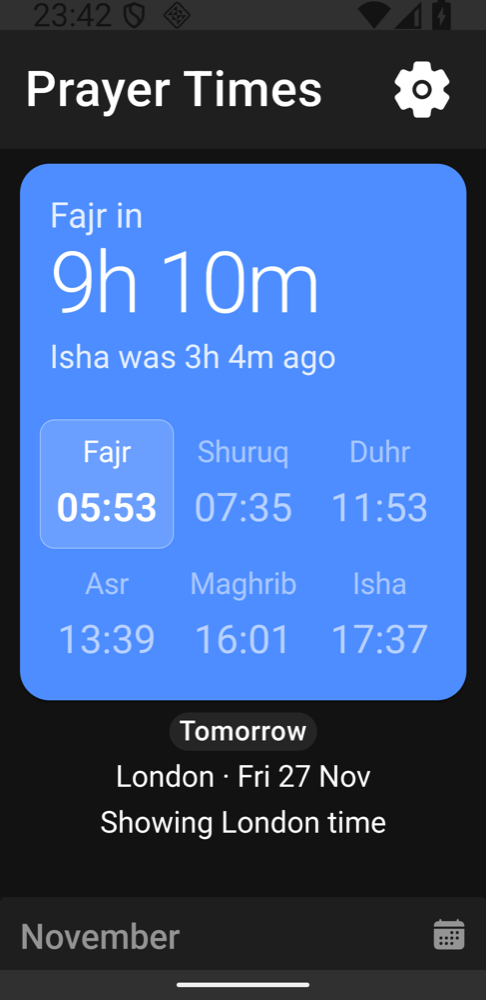 23:42
Prayer Times
Fajr in
9h 10m
Isha was 3h 4m ago
Fajr Shuruq Duhr
05:53 07:35 11:53
Asr Maghrib Isha
13:39 16:01 17:37
Tomorrow
London · Fri 27 Nov
Showing London time
November